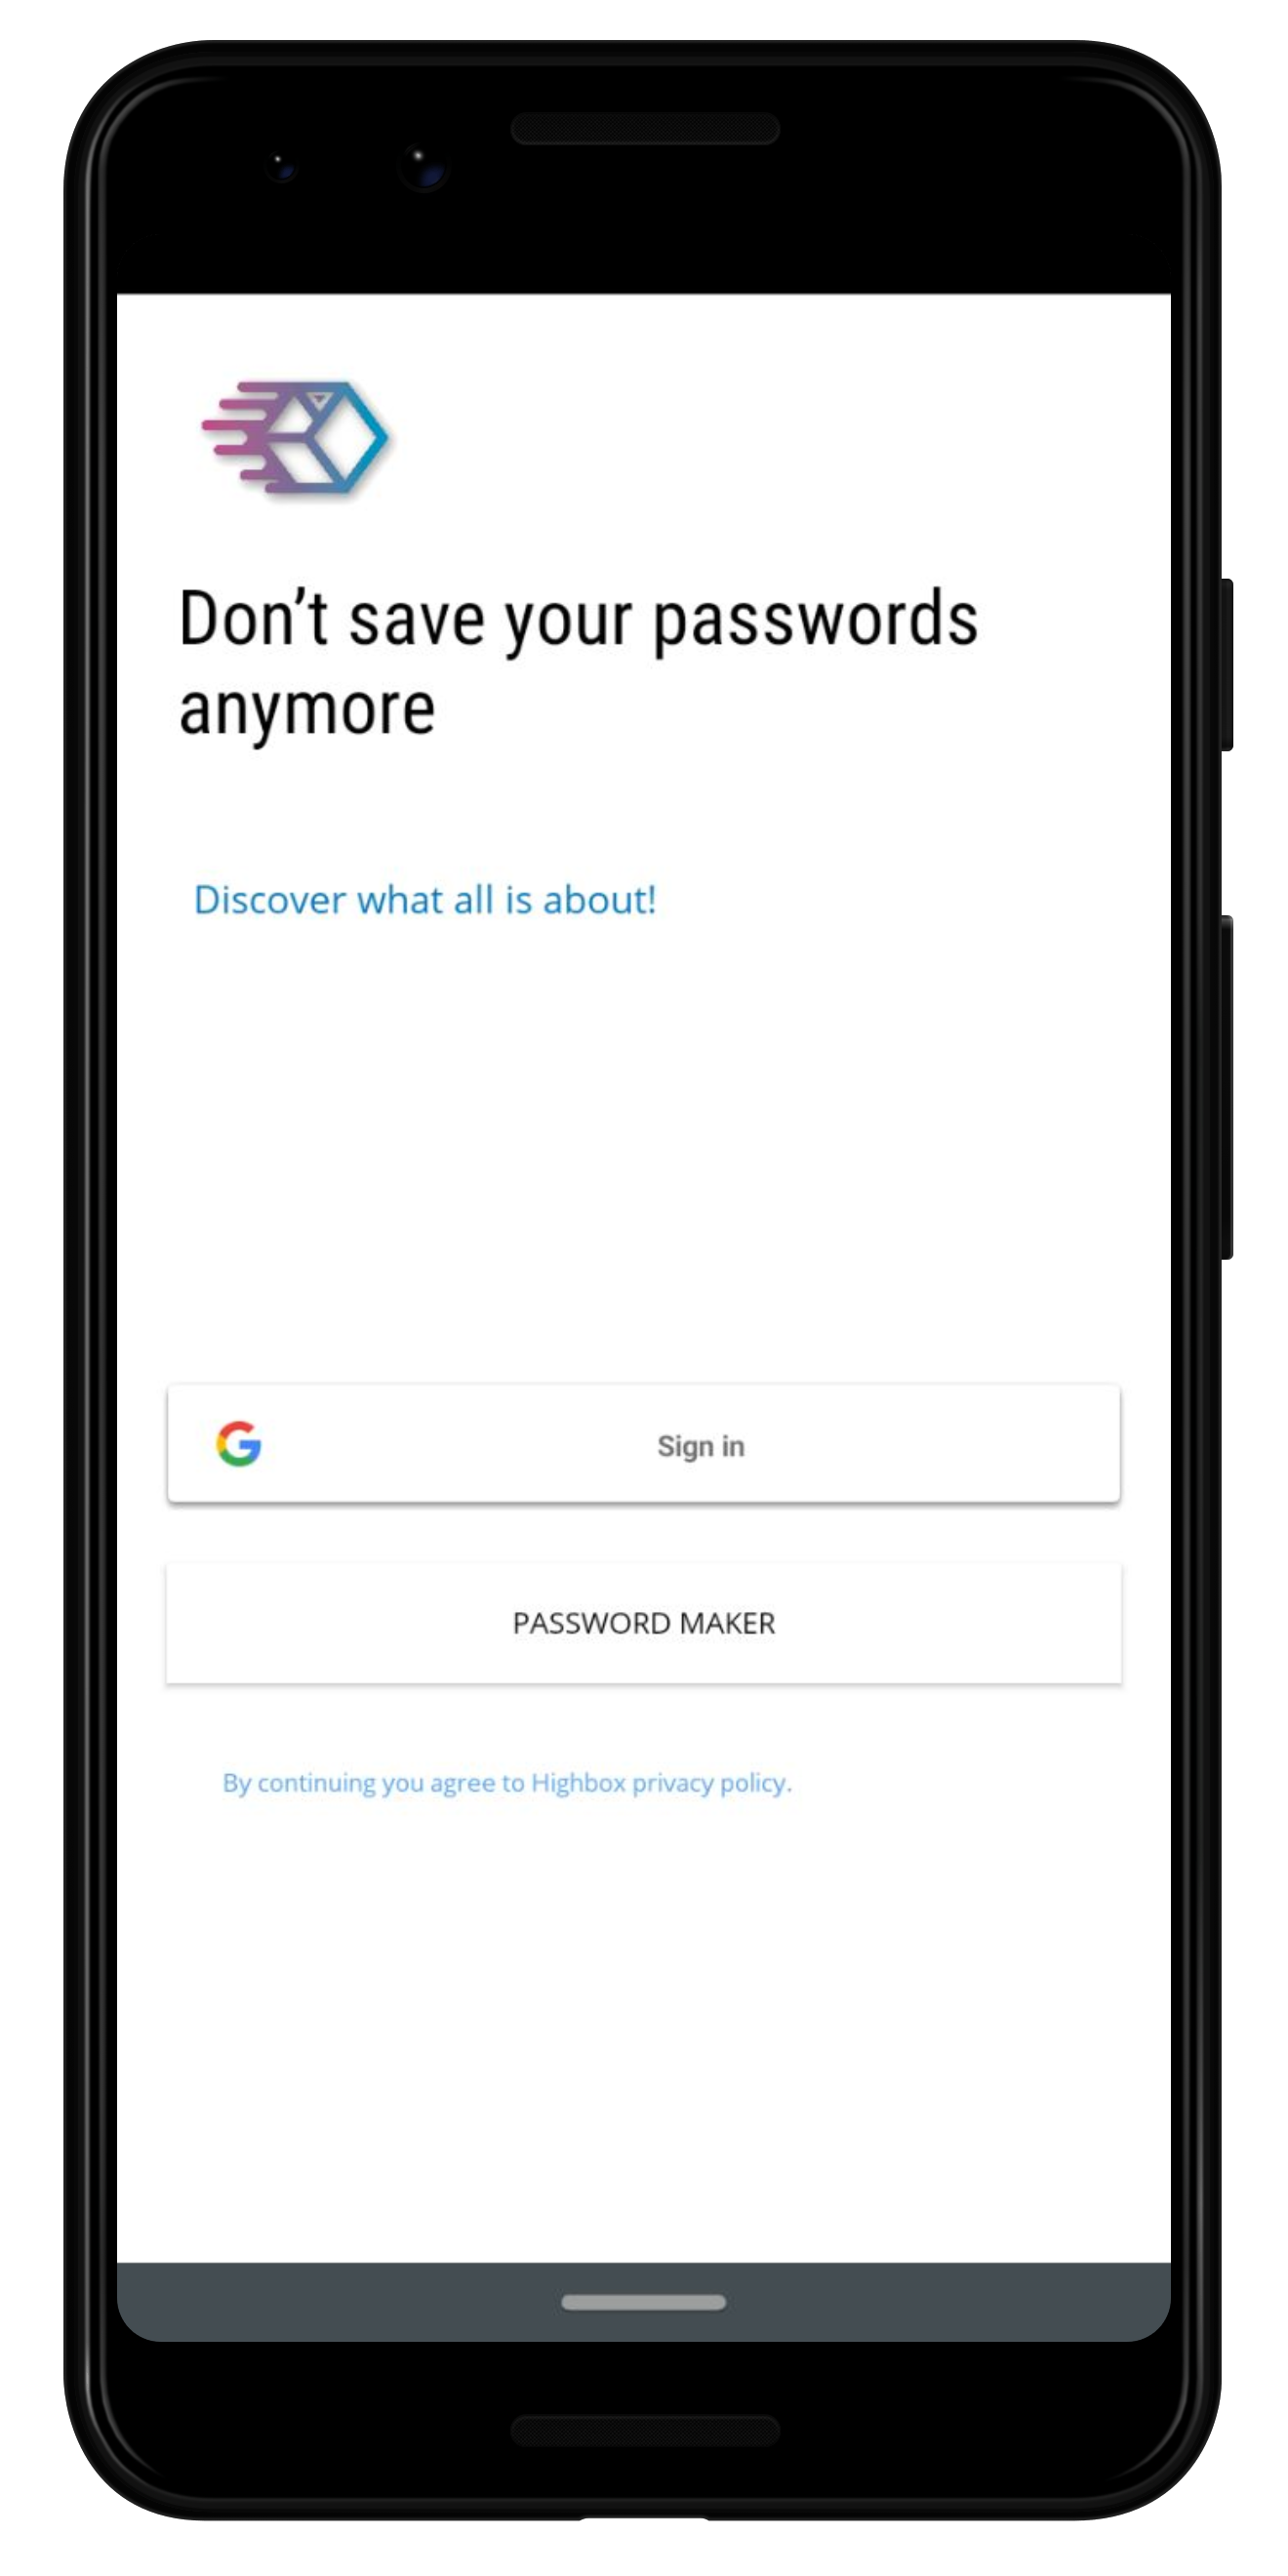 Don’t save your passwords
anymore
Discover what all is about!
Sign in
PASSWORD MAKER
By continuing you agree to Highbox privacy policy.